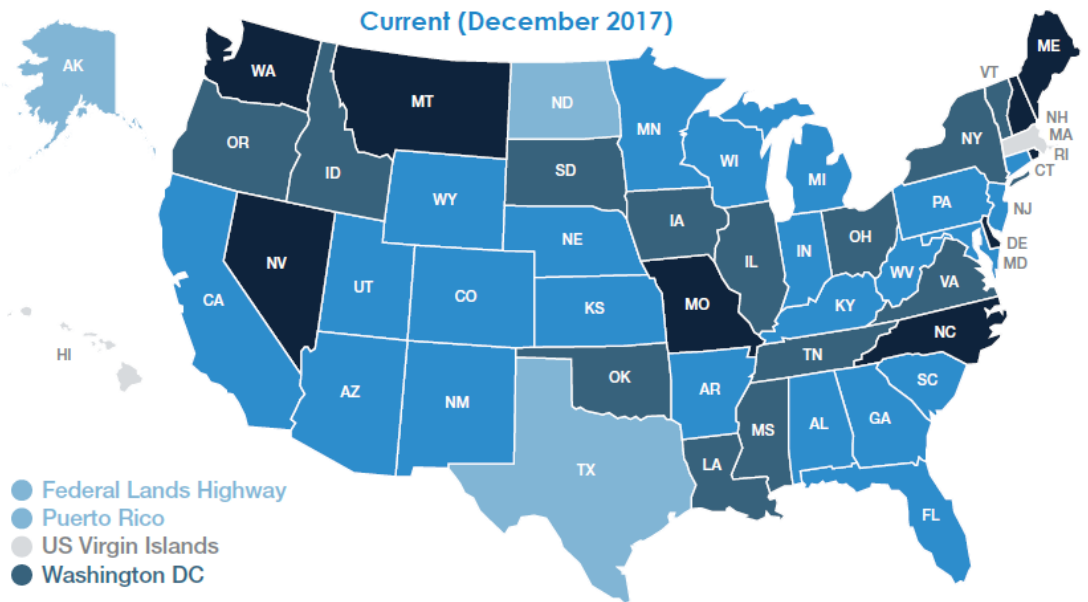 Current (December 2017)
AK
WA
MT
ND
MN
ME
VT
NH
MA
RI
CT
NY
OR
ID
SD
WI
MI
WY
IA
PA
NJ
NE
OH
DE
MD
NV
UT
CO
IL
IN
WV
VA
CA
KS
MO
KY
HI
NC
TN
AZ
NM
OK
AR
SC
MS
AL
GA
LA
TX
FL
Federal Lands Highway
Puerto Rico
US Virgin Islands
Washington DC